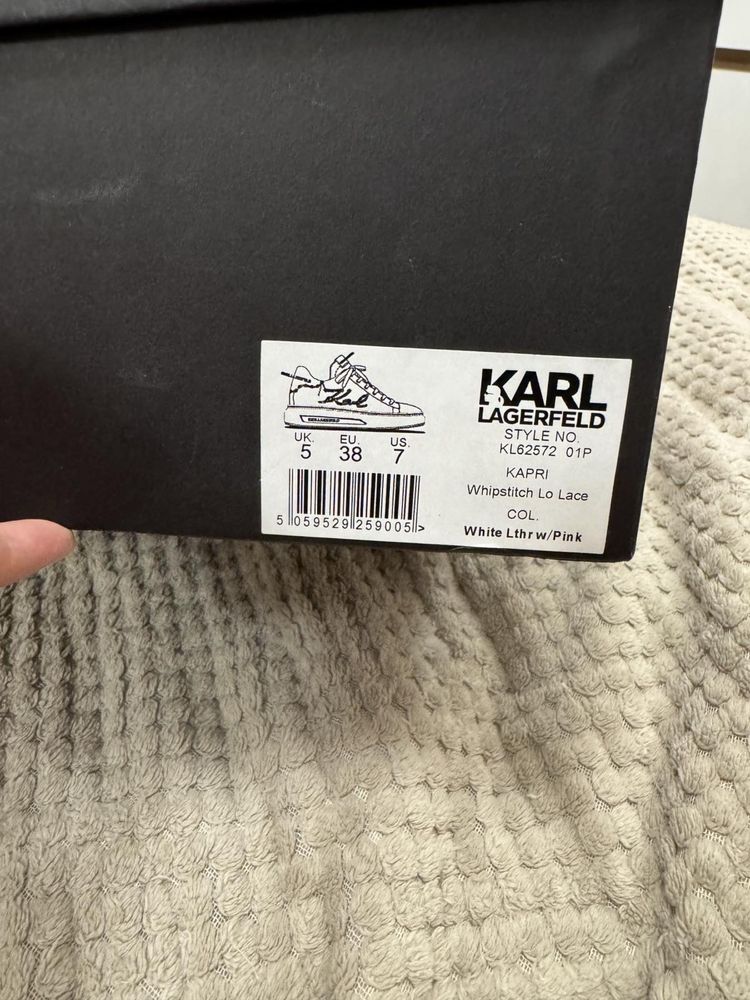 KARL
LAGERFELD
STYLE NO.
KL62572 01P
KAPRI
Whipstitch Lo Lace
COL.
White Lthr w/Pink
UK. EU. US.
5 38 7
5 059529 259005 >
Karl